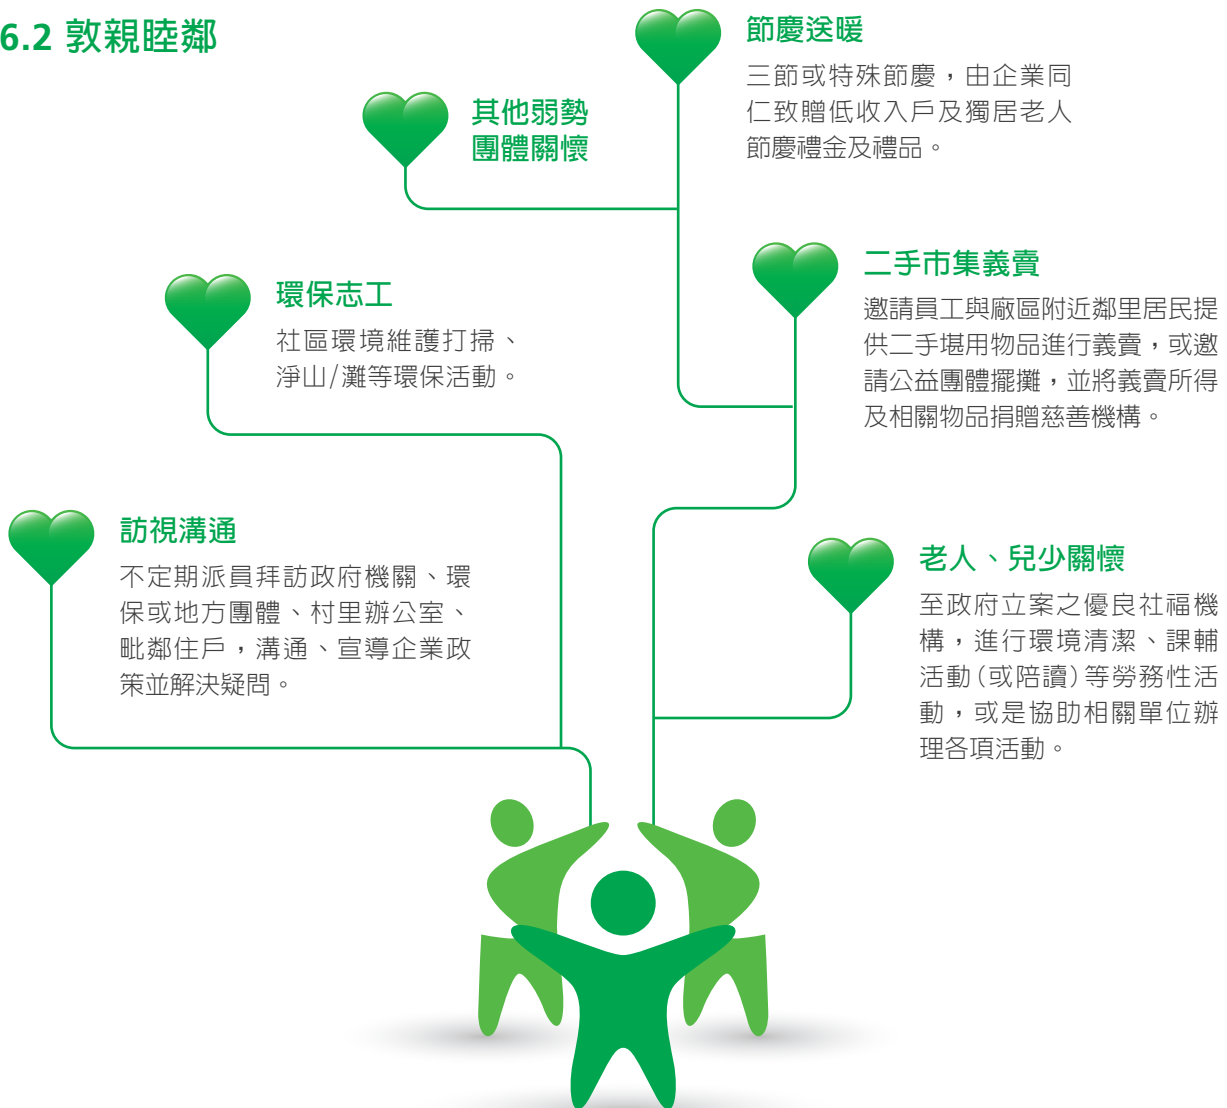 6.2 敦親睦鄰
節慶送暖
三節或特殊節慶，由企業同
仁致贈低收入戶及獨居老人
節慶禮金及禮品。
其他弱勢
團體關懷
二手市集義賣
邀請員工與廠區附近鄰里居民提
供二手堪用物品進行義賣，或邀
請公益團體擺攤，並將義賣所得
及相關物品捐贈慈善機構。
環保志工
社區環境維護打掃、
淨山/灘等環保活動。
訪視溝通
不定期派員拜訪政府機關、環
保或地方團體、村里辦公室、
毗鄰住戶，溝通、宣導企業政
策並解決疑問。
老人、兒少關懷
至政府立案之優良社福機
構，進行環境清潔、課輔
活動(或陪讀)等勞務性活
動，或是協助相關單位辦
理各項活動。